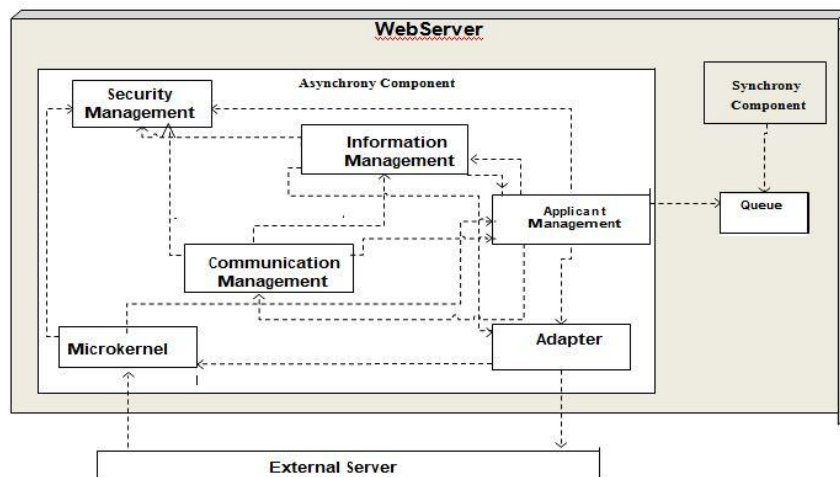 WebServer
Asynchrony Component
Security
Management
Synchrony
Component
Information
Management
Applicant
Management
Queue
Communication
Management
Microkernel
Adapter
External Server